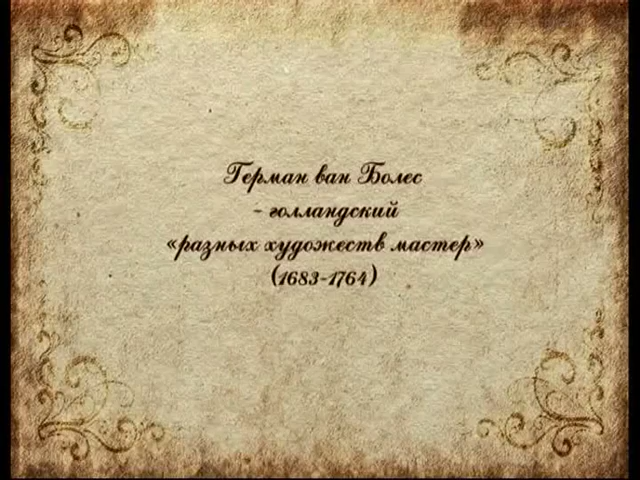 Герман ван Болес
- голландский
«разных художеств мастер»
(1683-1764)